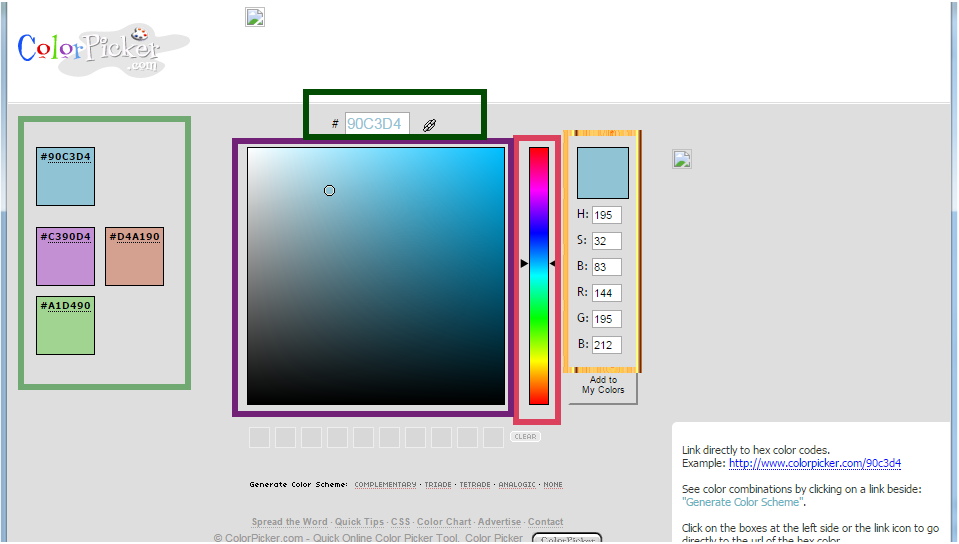 ColorPicker
.com
# 90C3D4
#90C3D4
#C390D4 #D4A190
#A1D490
H: 195
S: 32
B: 83
R: 144
G: 195
B: 212
Add to
My Colors
CLEAR
Generate Color Scheme: COMPLEMENTARY · TRIADE · TETRADE · ANALOGIC · NONE
Spread the Word · Quick Tips · CSS · Color Chart · Advertise · Contact
© ColorPicker.com - Quick Online Color Picker Tool. Color Picker ColorPicker
Link directly to hex color codes.
Example: http://www.colorpicker.com/90c3d4
See color combinations by clicking on a link beside:
"Generate Color Scheme".
Click on the boxes at the left side or the link icon to go
directly to the url of the hex color.